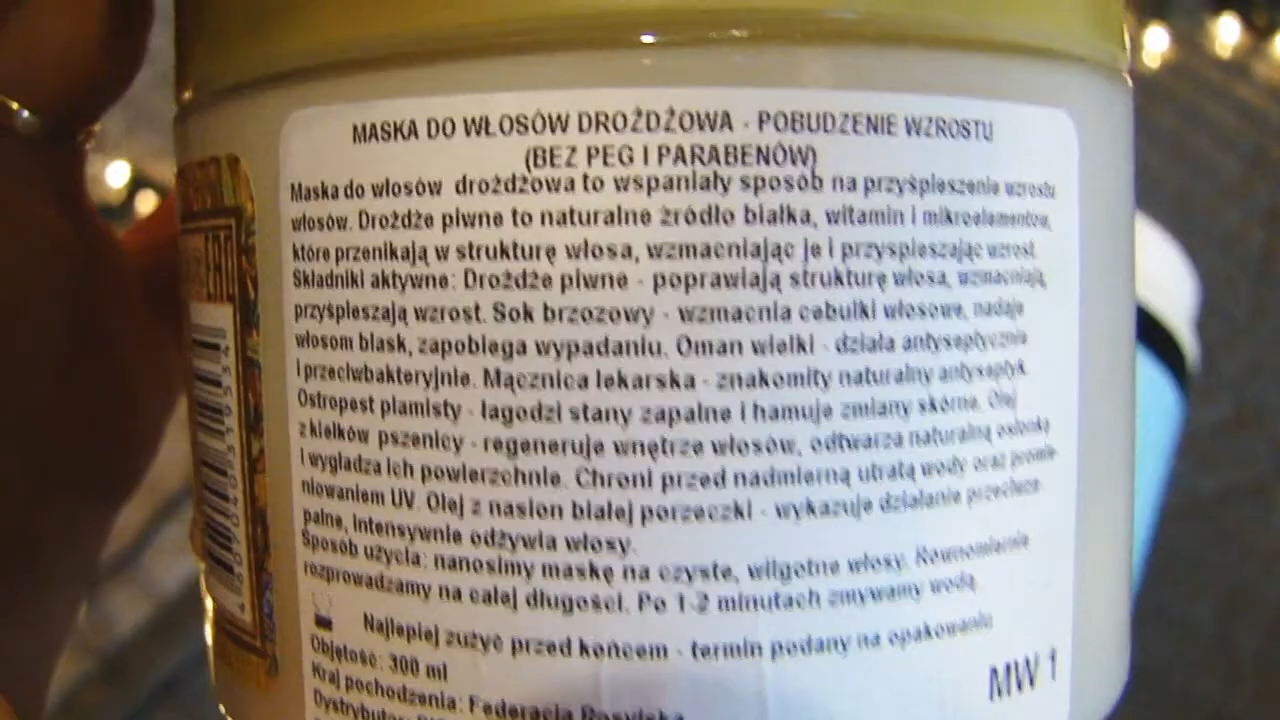 MASKA DO WŁOSÓW DROŻDŻOWA - POBUDZENIE WZROSTU
(BEZ PEG I PARABENÓW)
Maska do włosów drożdżowa to wspaniały sposób na przyśpieszenie wzrostu
włosów. Drożdże piwne to naturalne źródło białka, witamin i mikroelementów,
które przenikają w strukturę włosa, wzmacniając je i przyspieszając wzrost.
Składniki aktywne: Drożdże piwne - poprawiają strukturę włosa, wzmacniają,
przyśpieszają wzrost. Sok brzozowy - wzmacnia cebulki włosowe, nadaje
włosom blask, zapobiega wypadaniu. Oman wielki - działa antyseptycznie
i przeciwbakteryjnie. Mącznica lekarska - znakomity naturalny antyseptyk.
Ostropest plamisty - łagodzi stany zapalne i hamuje zmiany skórne. Olej
z kiełków pszenicy - regeneruje wnętrze włosów, odtwarza naturalną osłonkę
i wygładza ich powierzchnie. Chroni przed nadmierną utratą wody oraz promie-
niowaniem UV. Olej z nasion białej porzeczki - wykazuje działanie przeciwza-
palne, intensywnie odżywia włosy.
Sposób użycia: nanosimy maskę na czyste, wilgotne włosy. Równomiernie
rozprowadzamy na całej długości. Po 1-2 minutach zmywamy wodą.
Najlepiej zużyć przed końcem - termin podany na opakowaniu
Objętość: 300 ml
MW 1
Kraj pochodzenia: Federacja Rosyjska
Dystrybutor: